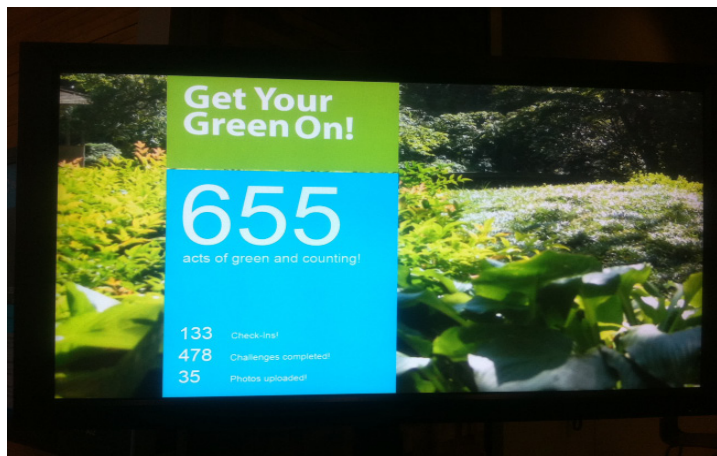 Get Your
Green On!
655
acts of green and counting!
133 Check-Ins!
478 Challenges completed!
35 Photos uploaded!